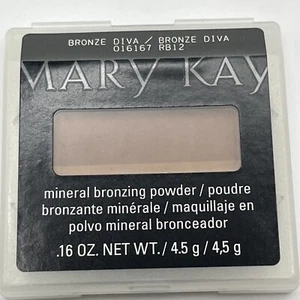 BRONZE DIVA / BRONZE DIVA
016167 RB12
MARY KAY
mineral bronzing powder / poudre
bronzante minérale / maquillaje en
polvo mineral bronceador
.16 OZ. NET WT. / 4.5 g / 4,5 g